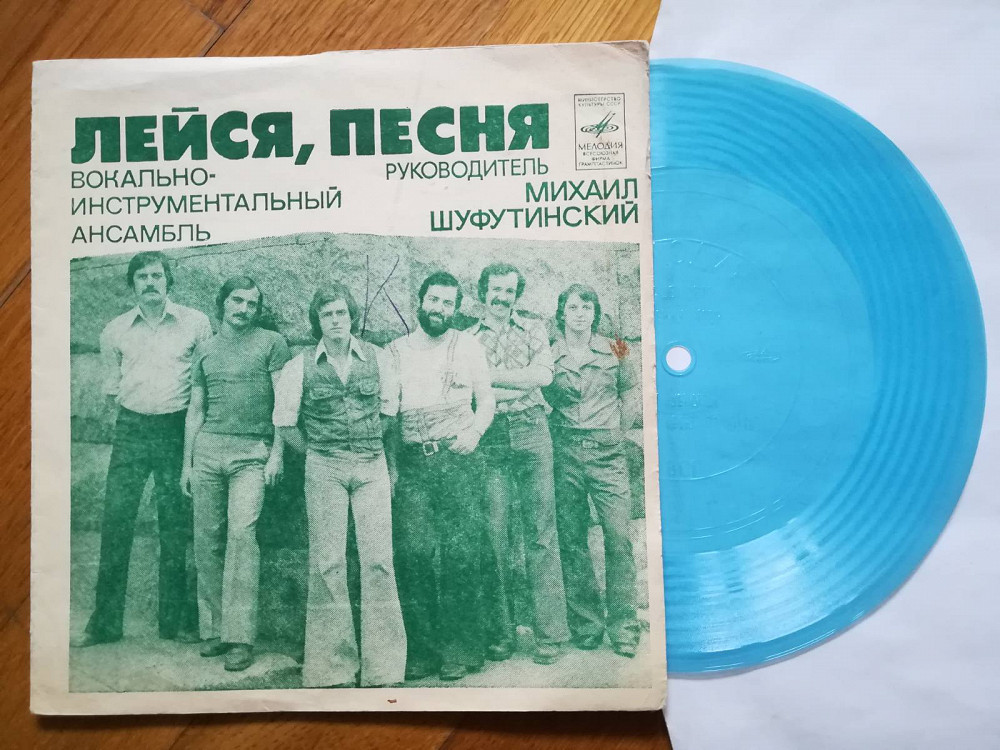 ЛЕЙСЯ, ПЕСНЯ
ВОКАЛЬНО-
ИНСТРУМЕНТАЛЬНЫЙ
АНСАМБЛЬ
РУКОВОДИТЕЛЬ
МИХАИЛ
ШУФУТИНСКИЙ
МИНИСТЕРСТВО
КУЛЬТУРЫ СССР
МЕЛОДИЯ
ВСЕСОЮЗНАЯ
ФИРМА
ГРАМПЛАСТИНОК
К